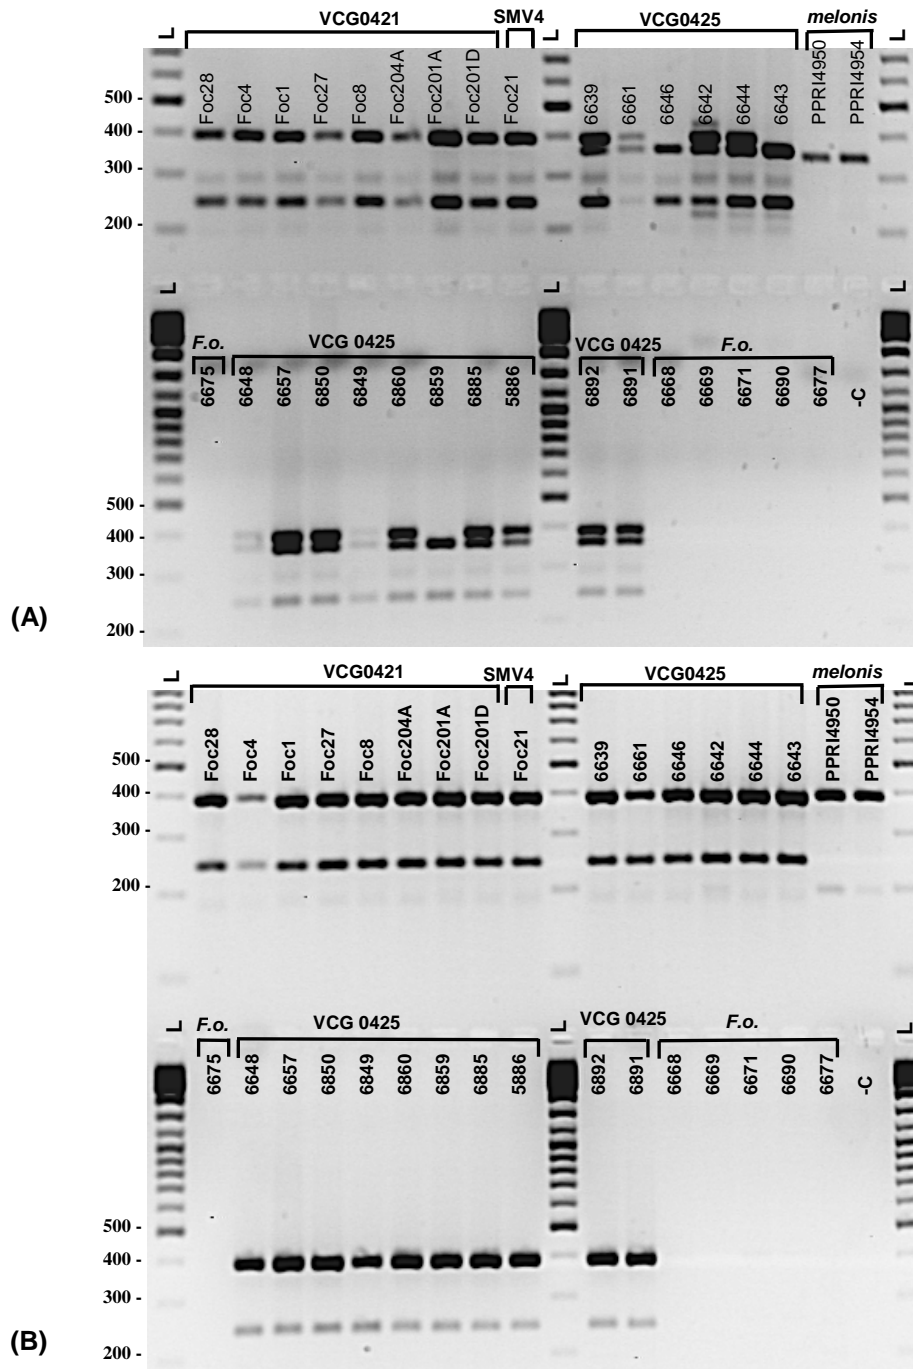 VCG0421 SMV4 VCG0425 melonis
L Foc28 Foc4 Foc1 Foc27 Foc8 Foc204A Foc201A Foc201D Foc21 L 6639 6661 6646 6642 6644 6643 PPRI4950 PPRI4954 L
500 -
400 -
300 -
200 -
L L L
F.o. VCG 0425 VCG 0425 F.o.
6675 6648 6657 6850 6849 6860 6859 6885 5886 6892 6891 6668 6669 6671 6690 6677 -C
500 -
400 -
300 -
(A)
200 -
VCG0421 SMV4 VCG0425 melonis
L Foc28 Foc4 Foc1 Foc27 Foc8 Foc204A Foc201A Foc201D Foc21 L 6639 6661 6646 6642 6644 6643 PPRI4950 PPRI4954 L
500 -
400 -
300 -
200 -
L L L
F.o. VCG 0425 VCG 0425 F.o.
6675 6648 6657 6850 6849 6860 6859 6885 5886 6892 6891 6668 6669 6671 6690 6677 -C
500 -
400 -
300 -
(B)
200 -